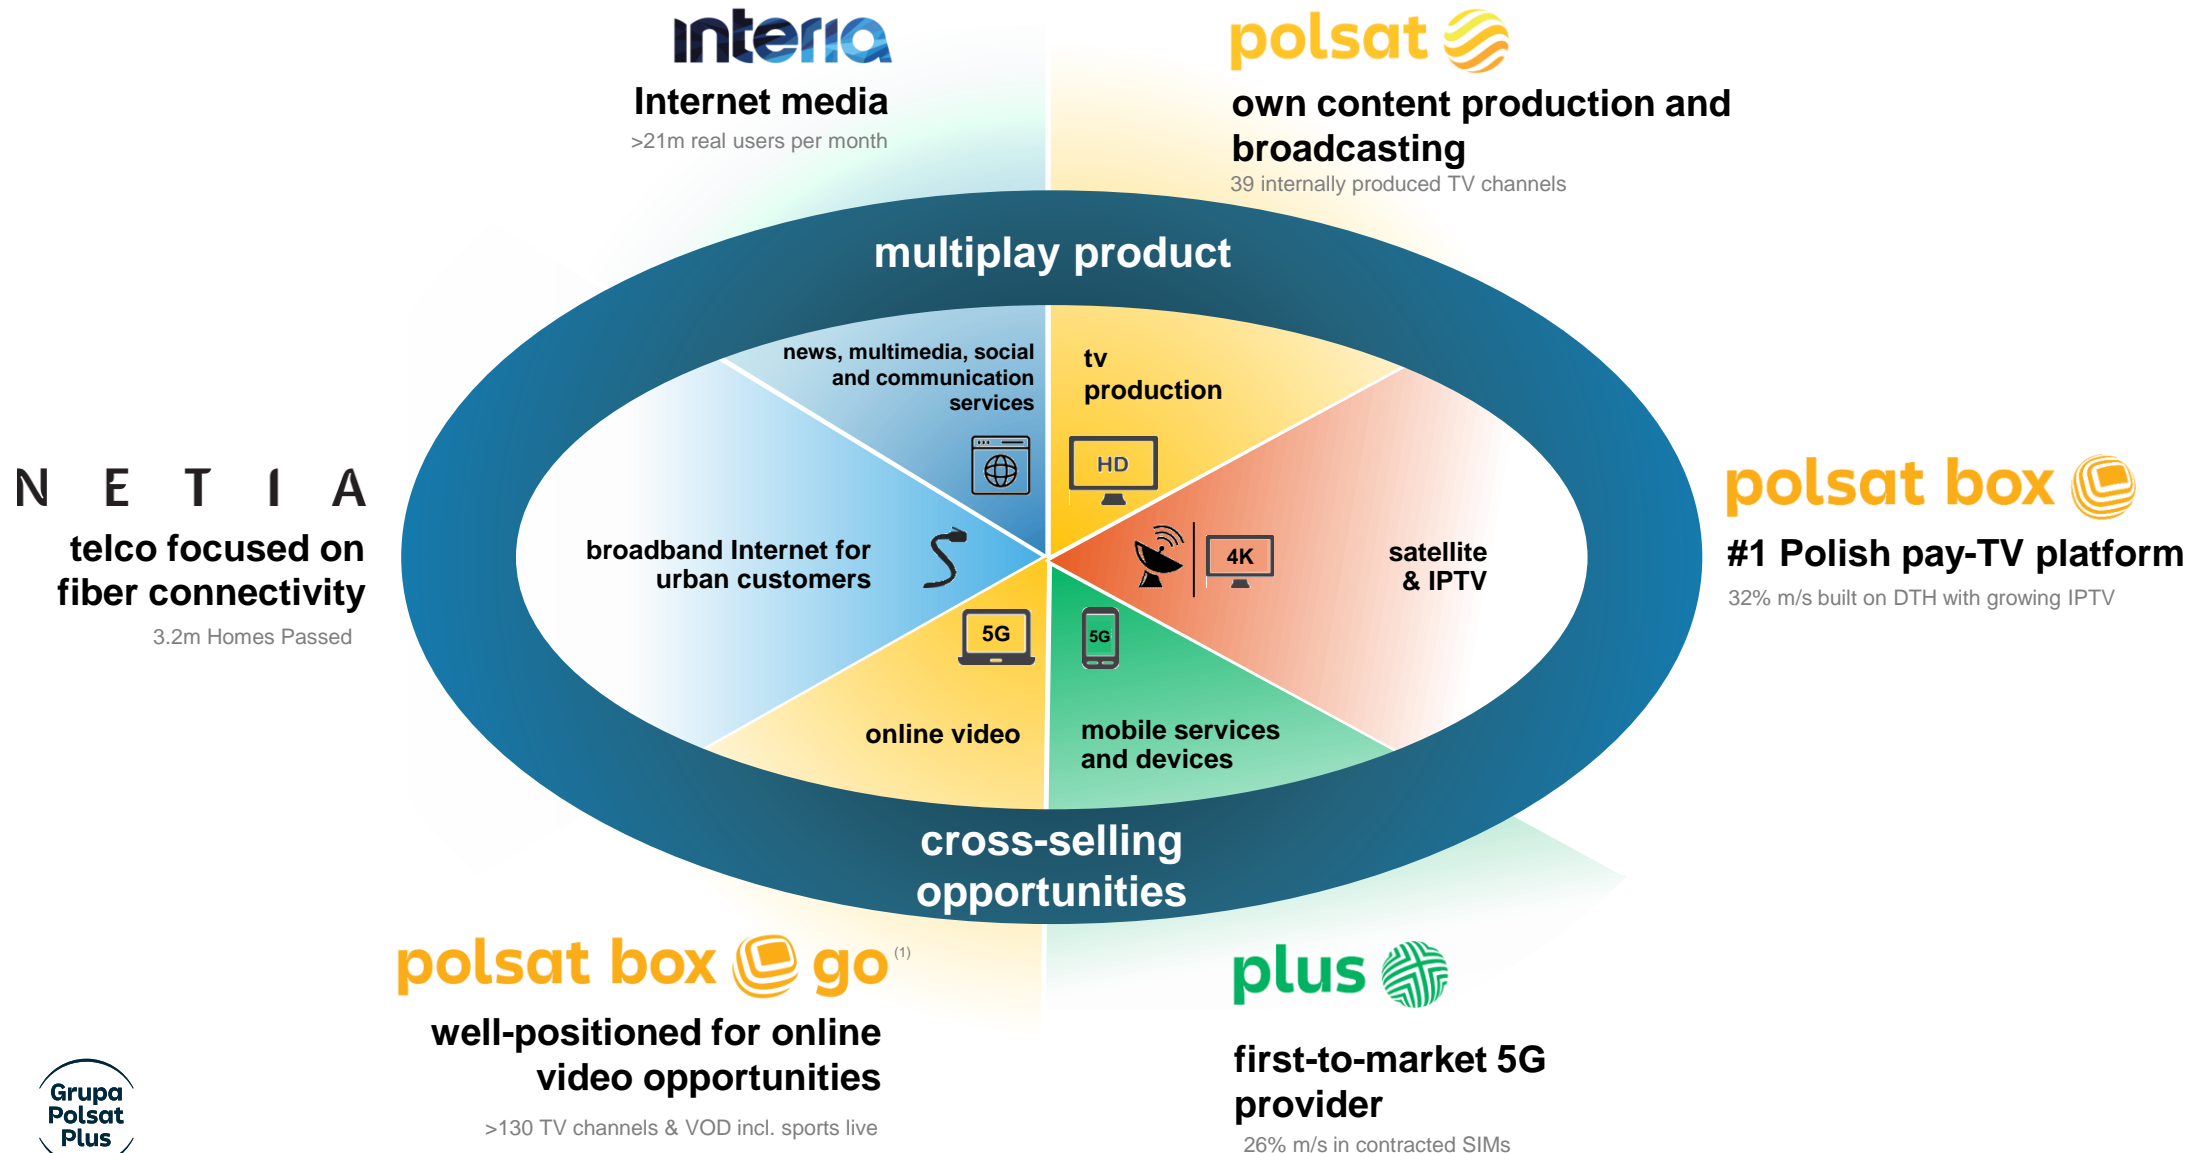 interia
Internet media
>21m real users per month
polsat
own content production and
broadcasting
39 internally produced TV channels
multiplay product
news, multimedia, social
and communication
services
tv
production
HD
NETIA
telco focused on
fiber connectivity
3.2m Homes Passed
broadband Internet for
urban customers
4K
satellite
& IPTV
polsat box
#1 Polish pay-TV platform
32% m/s built on DTH with growing IPTV
5G
online video
5G
mobile services
and devices
cross-selling
opportunities
polsat box go (1)
well-positioned for online
video opportunities
>130 TV channels & VOD incl. sports live
plus
first-to-market 5G
provider
26% m/s in contracted SIMs
Grupa
Polsat
Plus